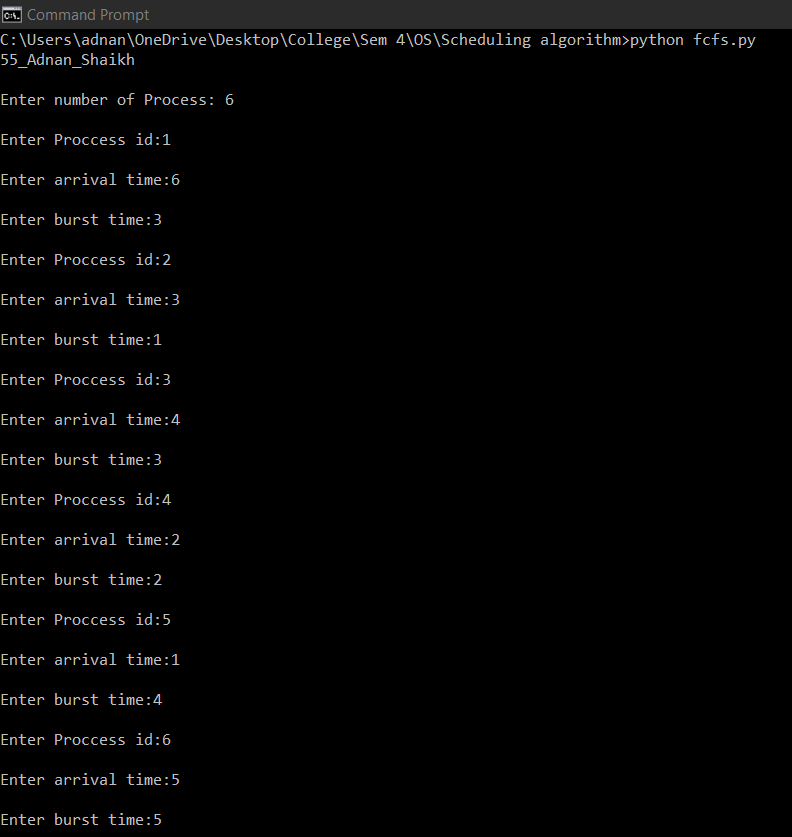 Command Prompt
C:\Users\adnan\OneDrive\Desktop\College\Sem 4\OS\Scheduling algorithm>python fcfs.py
55_Adnan_Shaikh
Enter number of Process: 6
Enter Proccess id:1
Enter arrival time:6
Enter burst time:3
Enter Proccess id:2
Enter arrival time:3
Enter burst time:1
Enter Proccess id:3
Enter arrival time:4
Enter burst time:3
Enter Proccess id:4
Enter arrival time:2
Enter burst time:2
Enter Proccess id:5
Enter arrival time:1
Enter burst time:4
Enter Proccess id:6
Enter arrival time:5
Enter burst time:5